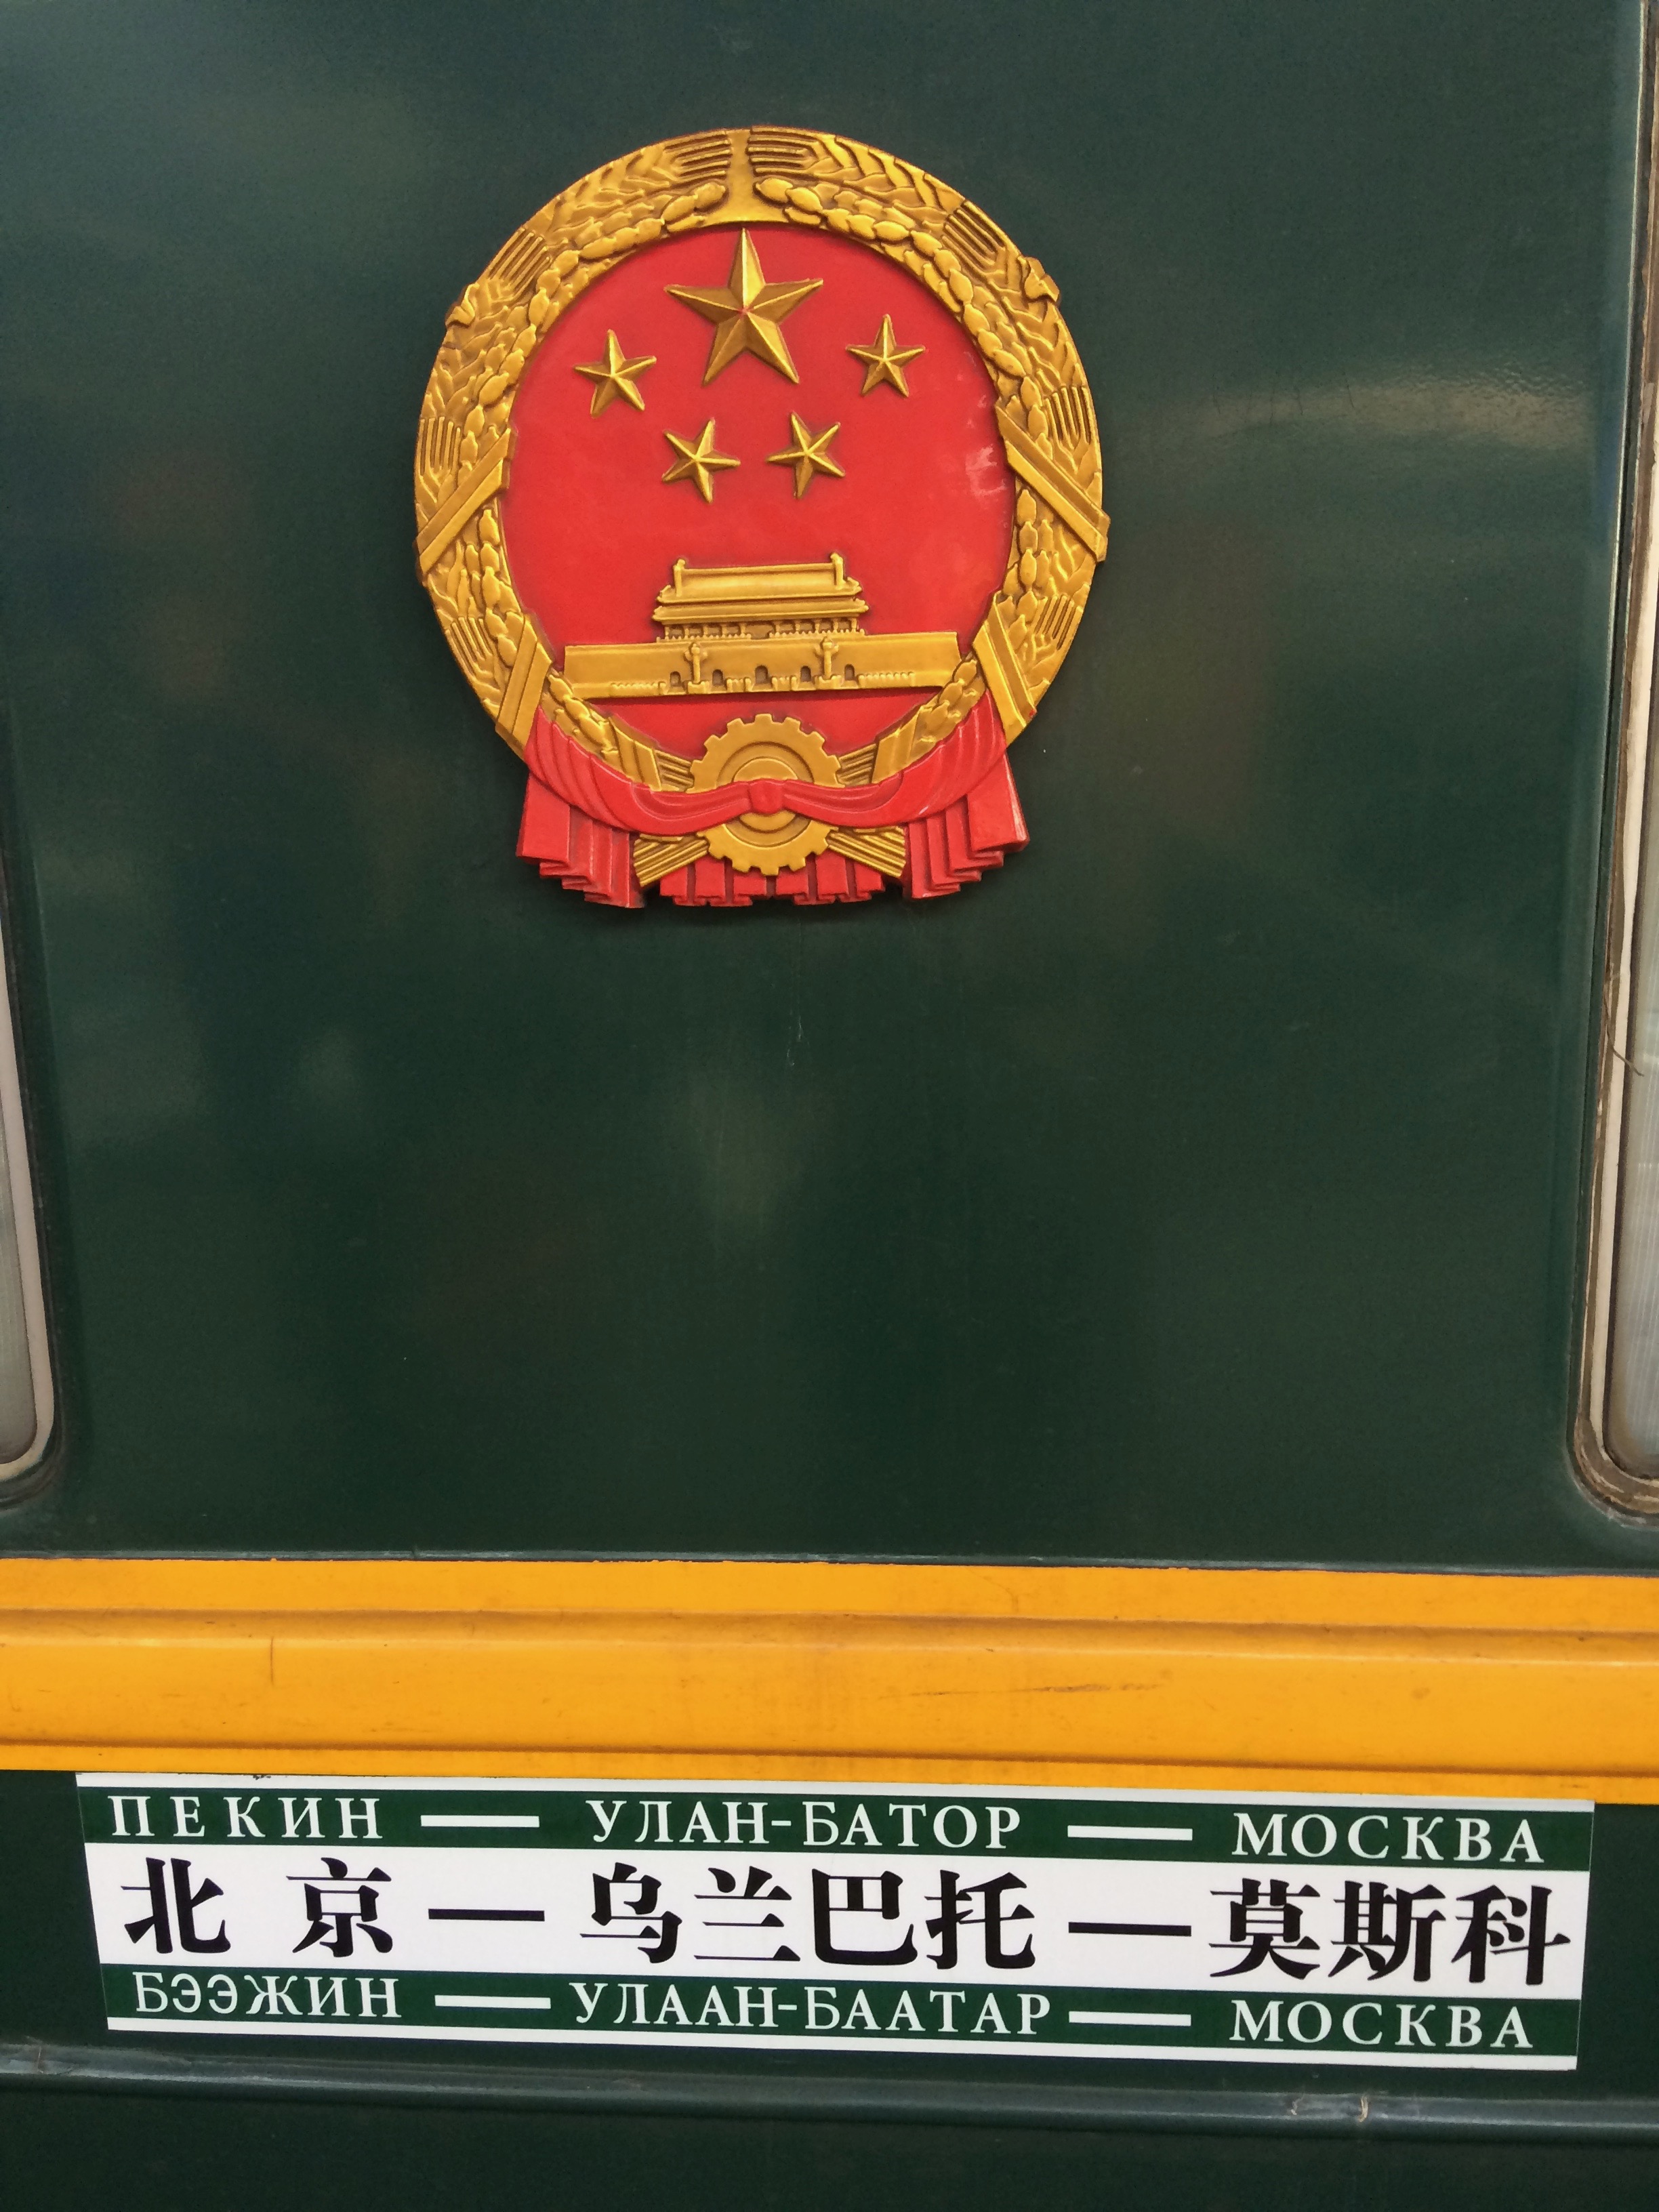 ПЕКИН — УЛАН-БАТОР — МОСКВА
北京—乌兰巴托—莫斯科
БЭЭЖИН — УЛААН-БААТАР — МОСКВА